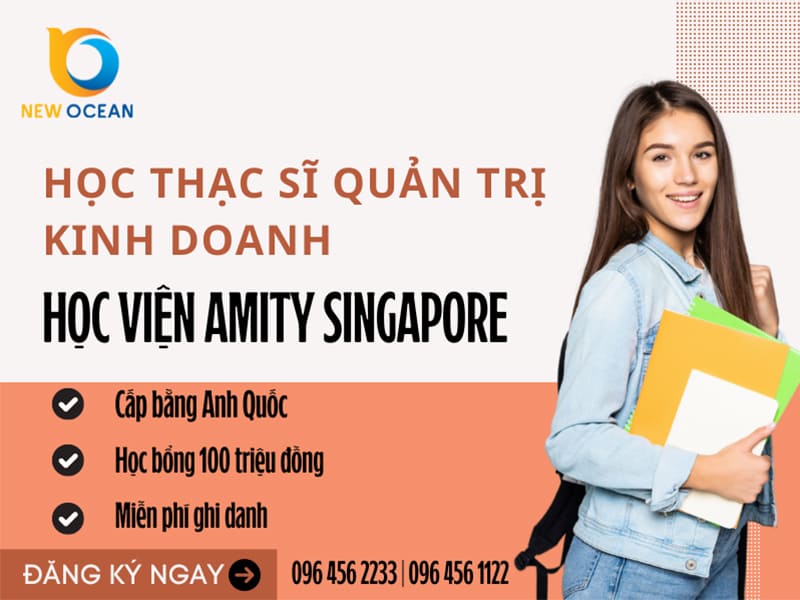 NEW OCEAN
HỌC THẠC SĨ QUẢN TRỊ
KINH DOANH
HỌC VIỆN AMITY SINGAPORE
Cấp bằng Anh Quốc
Học bổng 100 triệu đồng
Miễn phí ghi danh
ĐĂNG KÝ NGAY
096 456 2233 | 096 456 1122